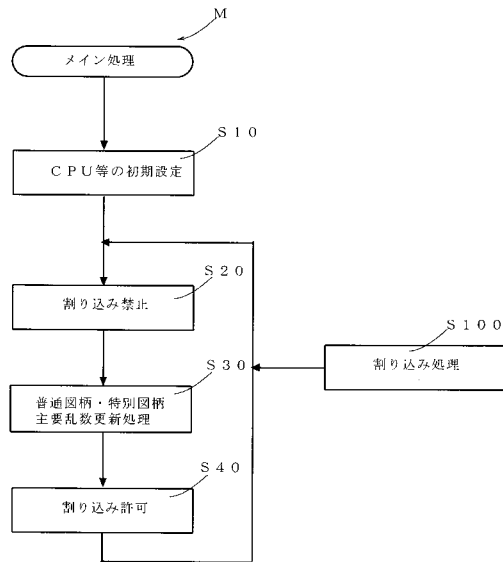 M
メイン処理
S10
CPU等の初期設定
S20
割り込み禁止
S100
割り込み処理
S30
普通図柄・特別図柄
主要乱数更新処理
S40
割り込み許可